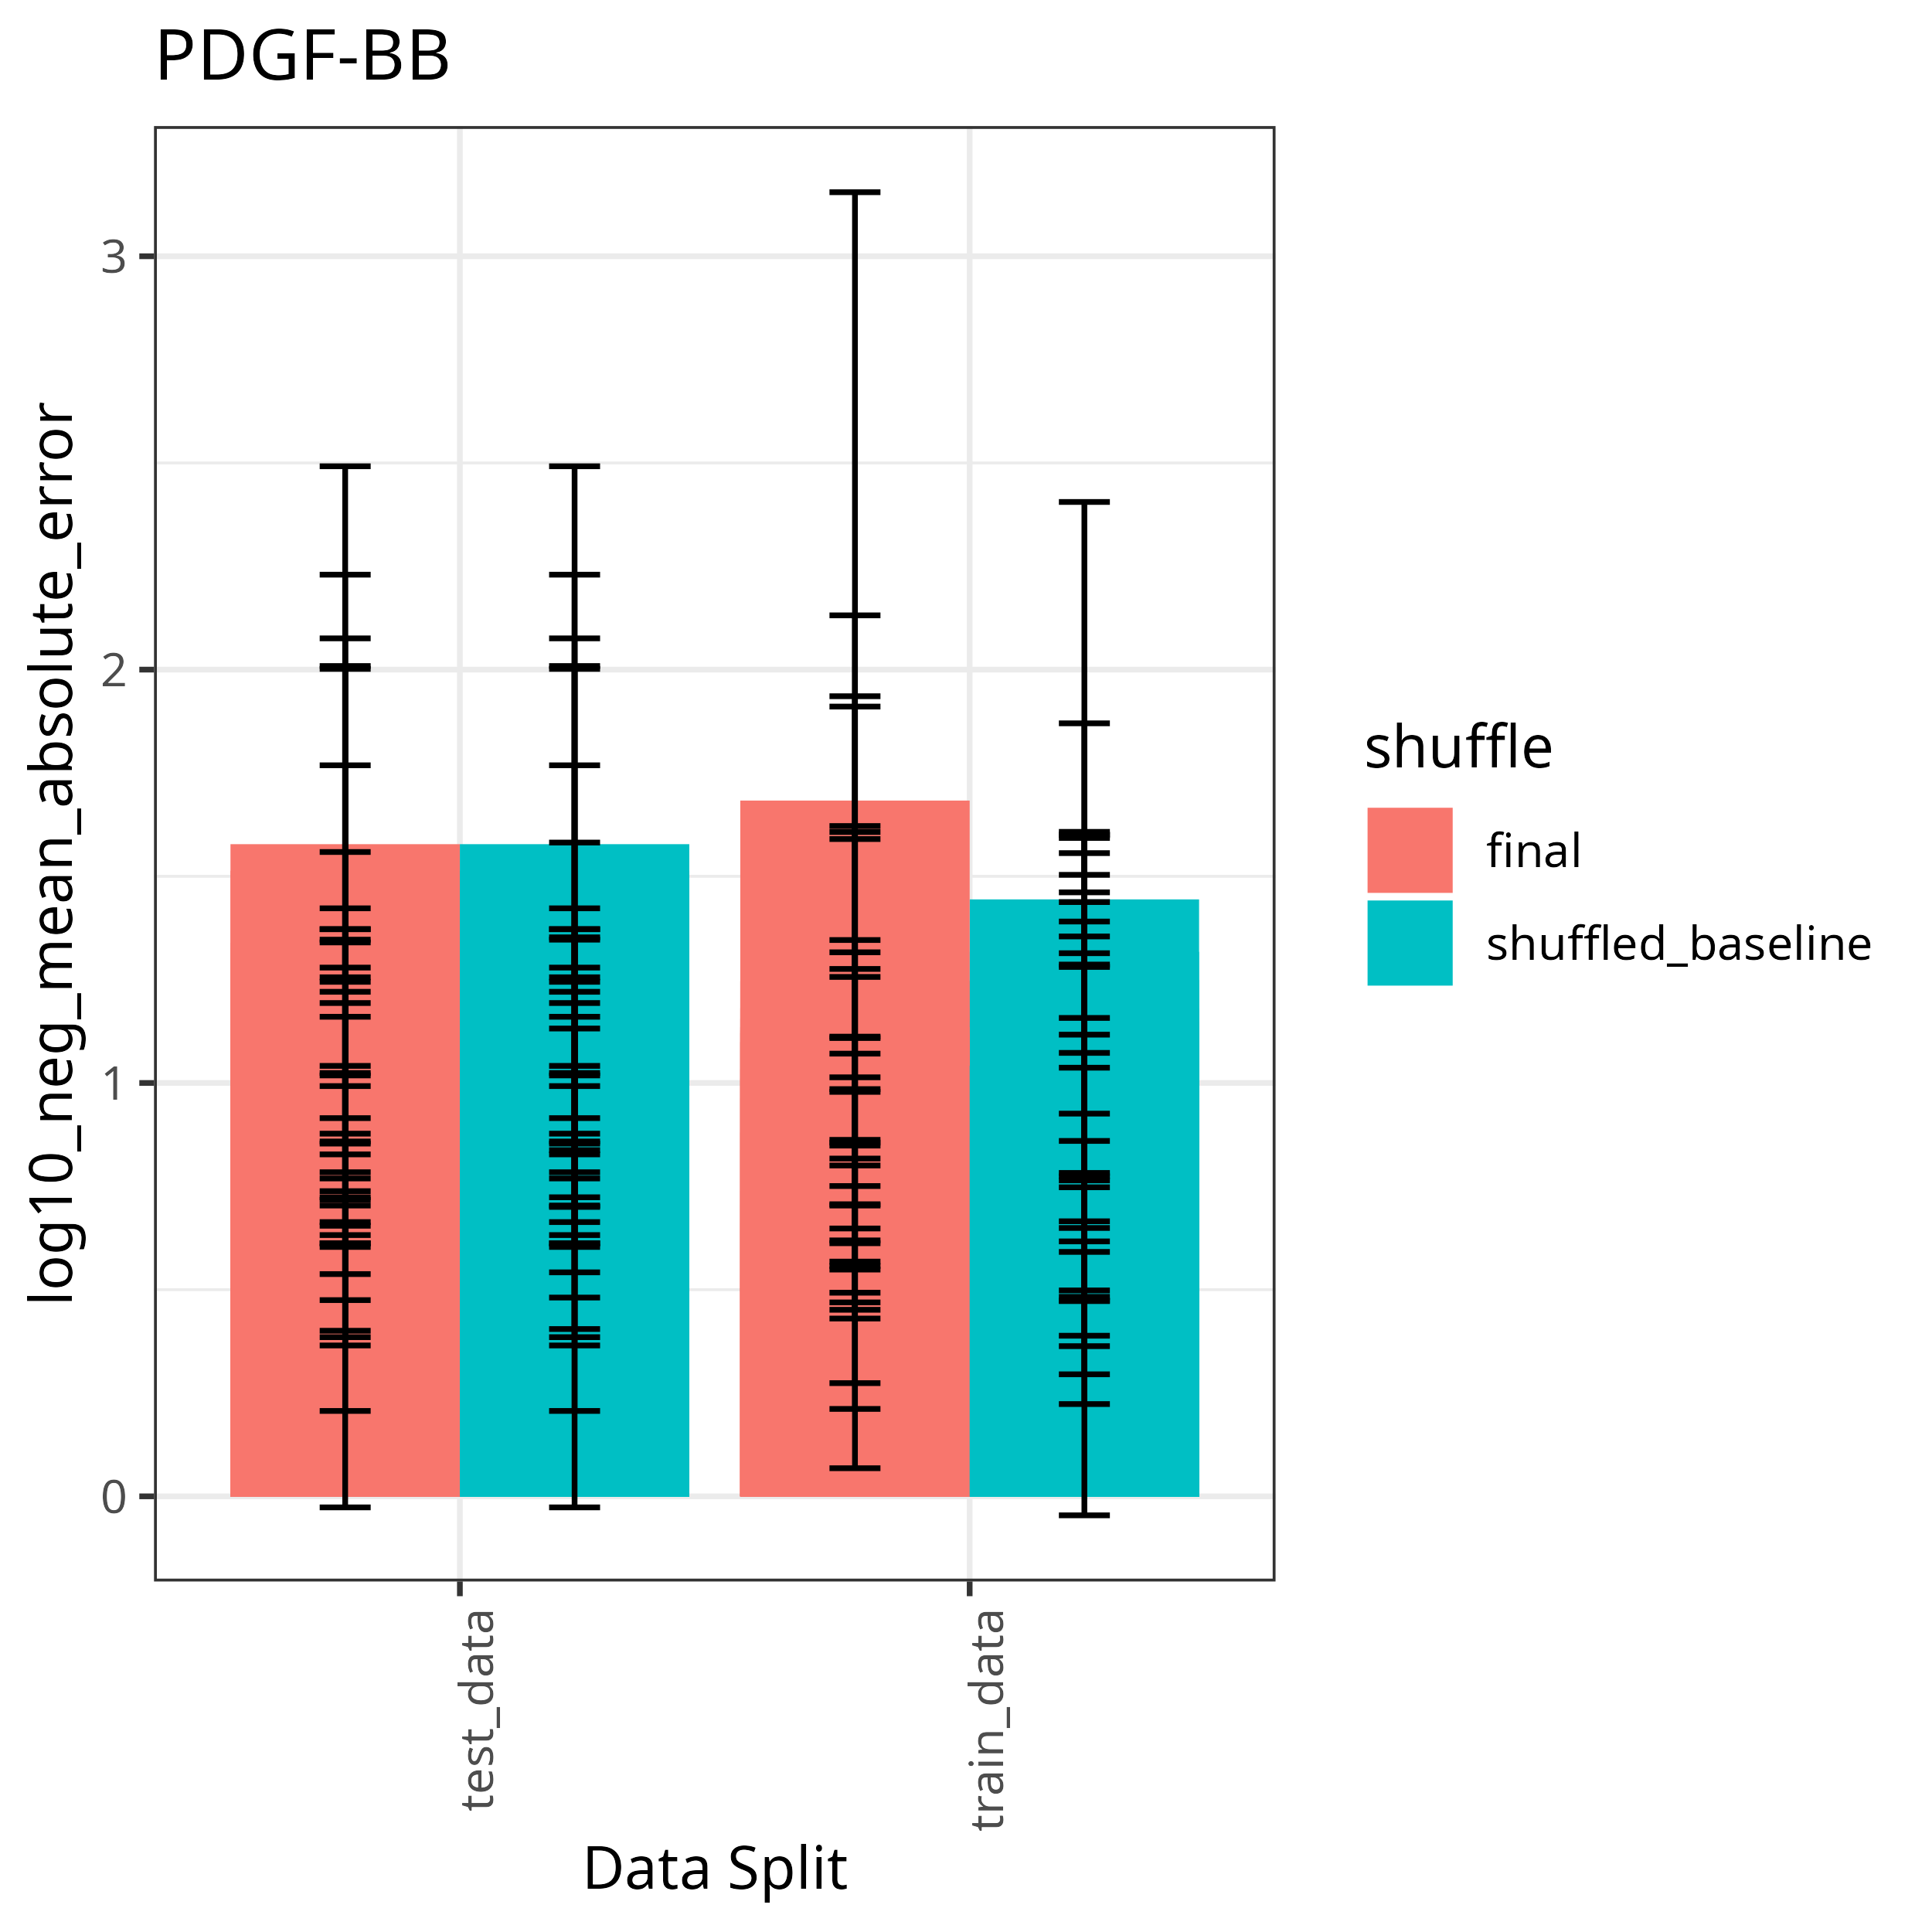 PDGF-BB
log10_neg_mean_absolute_error
3
2
1
0
test_data
train_data
Data Split
shuffle
final
shuffled_baseline